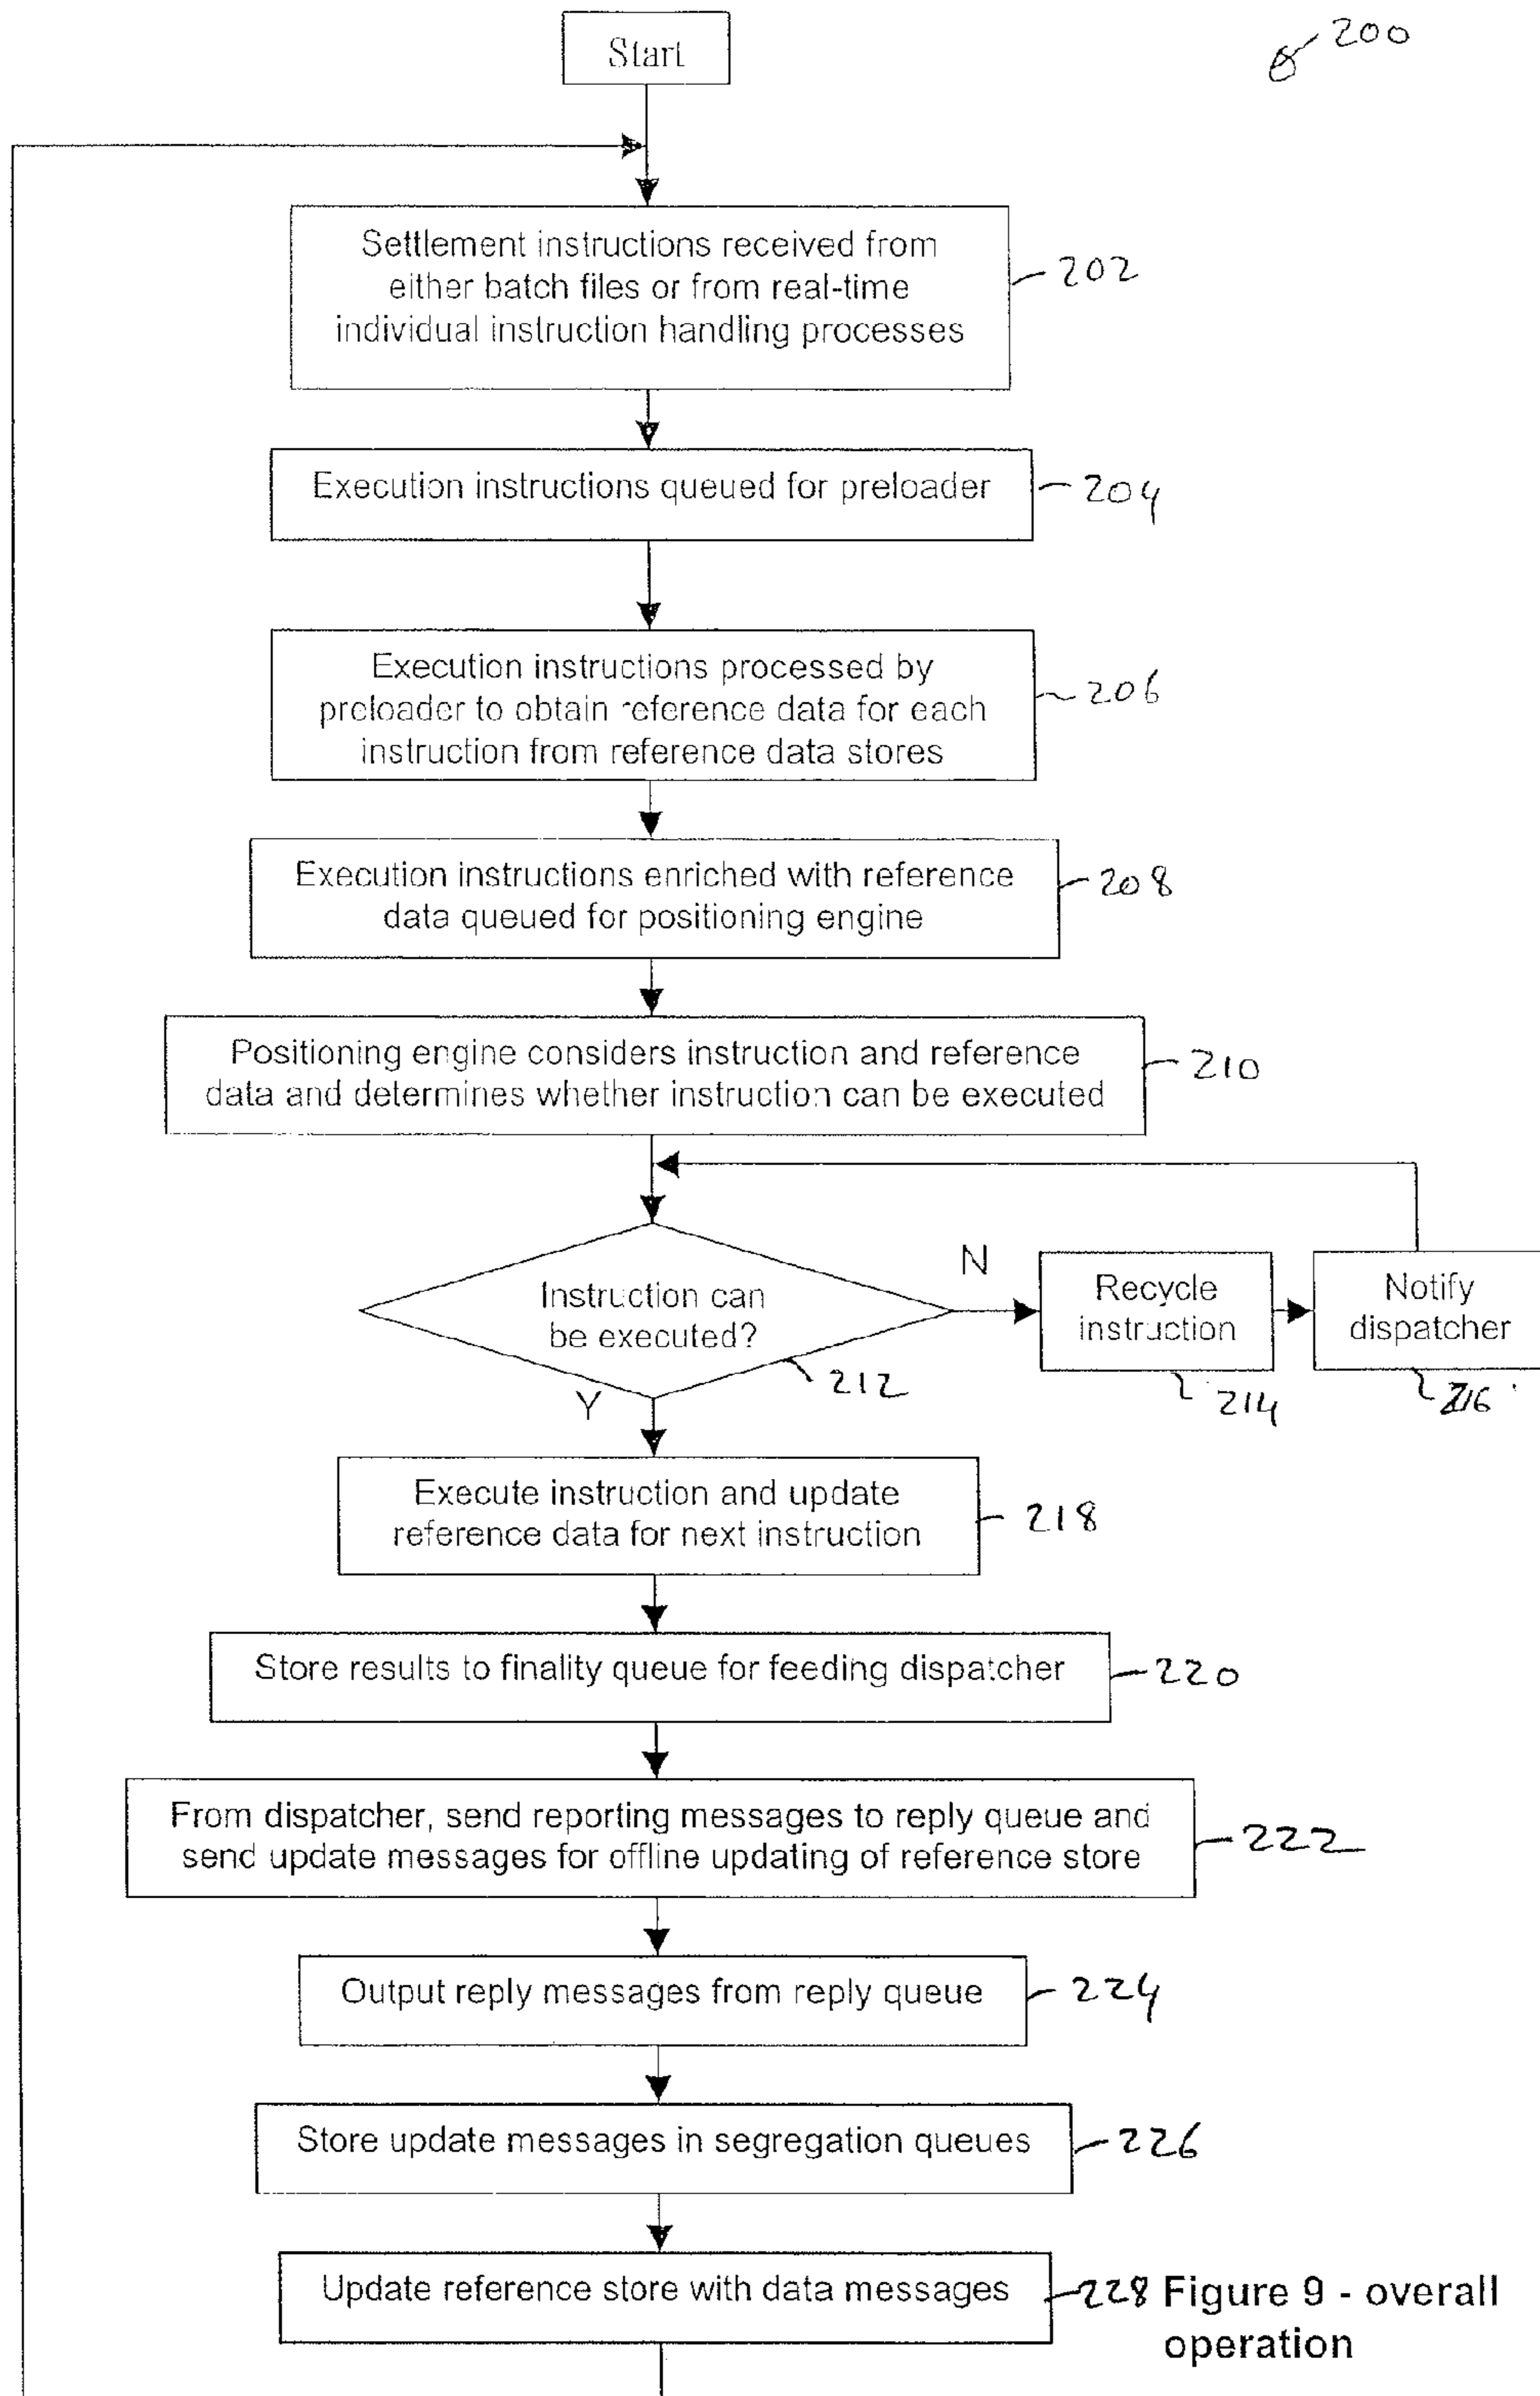 Start
200
Settlement instructions received from
either batch files or from real-time
individual instruction handling processes
202
Execution instructions queued for preloader
204
Execution instructions processed by
preloader to obtain reference data for each
instruction from reference data stores
206
Execution instructions enriched with reference
data queued for positioning engine
208
Positioning engine considers instruction and reference
data and determines whether instruction can be executed
210
Instruction can
be executed?
212
N
Recycle
instruction
214
Notify
dispatcher
216
Y
Execute instruction and update
reference data for next instruction
218
Store results to finality queue for feeding dispatcher
220
From dispatcher, send reporting messages to reply queue and
send update messages for offline updating of reference store
222
Output reply messages from reply queue
224
Store update messages in segregation queues
226
Update reference store with data messages
228
Figure 9 - overall
operation